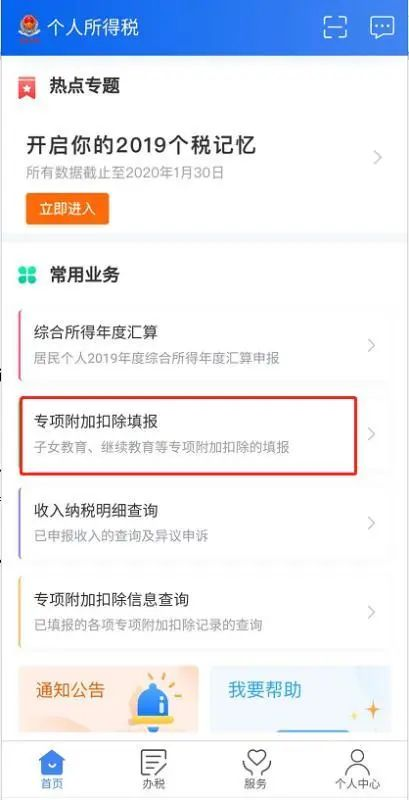 个人所得税
热点专题
开启你的2019个税记忆
所有数据截止至2020年1月30日
立即进入
常用业务
综合所得年度汇算
居民个人2019年度综合所得年度汇算申报
专项附加扣除填报
子女教育、继续教育等专项附加扣除的填报
收入纳税明细查询
已申报收入的查询及异议申诉
专项附加扣除信息查询
已填报的各项专项附加扣除记录的查询
通知公告
我要帮助
首页
办税
服务
个人中心